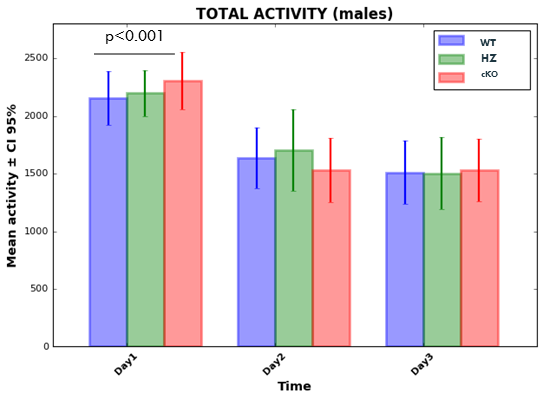 TOTAL ACTIVITY (males)
p<0.001
WT
HZ
cKO
2500
2000
1500
1000
500
0
Mean activity ± CI 95%
Day1
Day2
Day3
Time